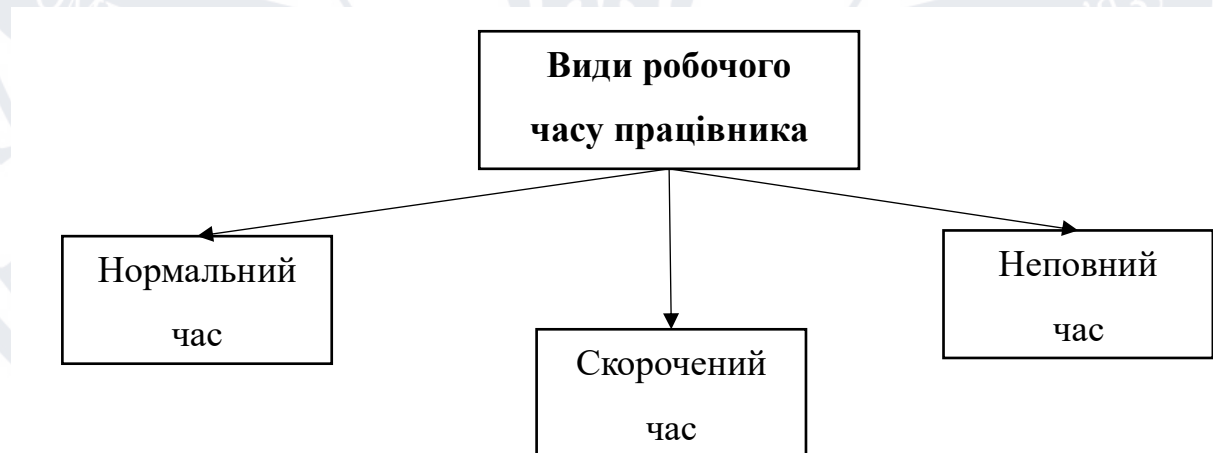 Види робочого
часу працівника
Нормальний
час
Скорочений
час
Неповний
час